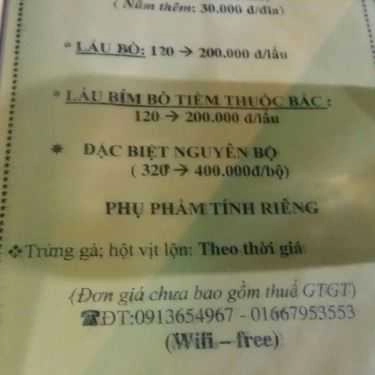 ( Nấm thêm: 30.000 đ/dĩa)
* LẨU BÒ: 120 → 200.000 đ/lẩu
* LẨU BÍM BÒ TIỀM THUỐC BẮC :
120 → 200.000 đ/lẩu
* ĐẶC BIỆT NGUYÊN BỘ
( 320 → 400.000đ/bộ)
PHỤ PHẨM TÍNH RIÊNG
❖ Trứng gà; hột vịt lộn: Theo thời giá
(Đơn giá chưa bao gồm thuế GTGT)
☎ĐT:0913654967 - 01667953553
(Wifi – free)